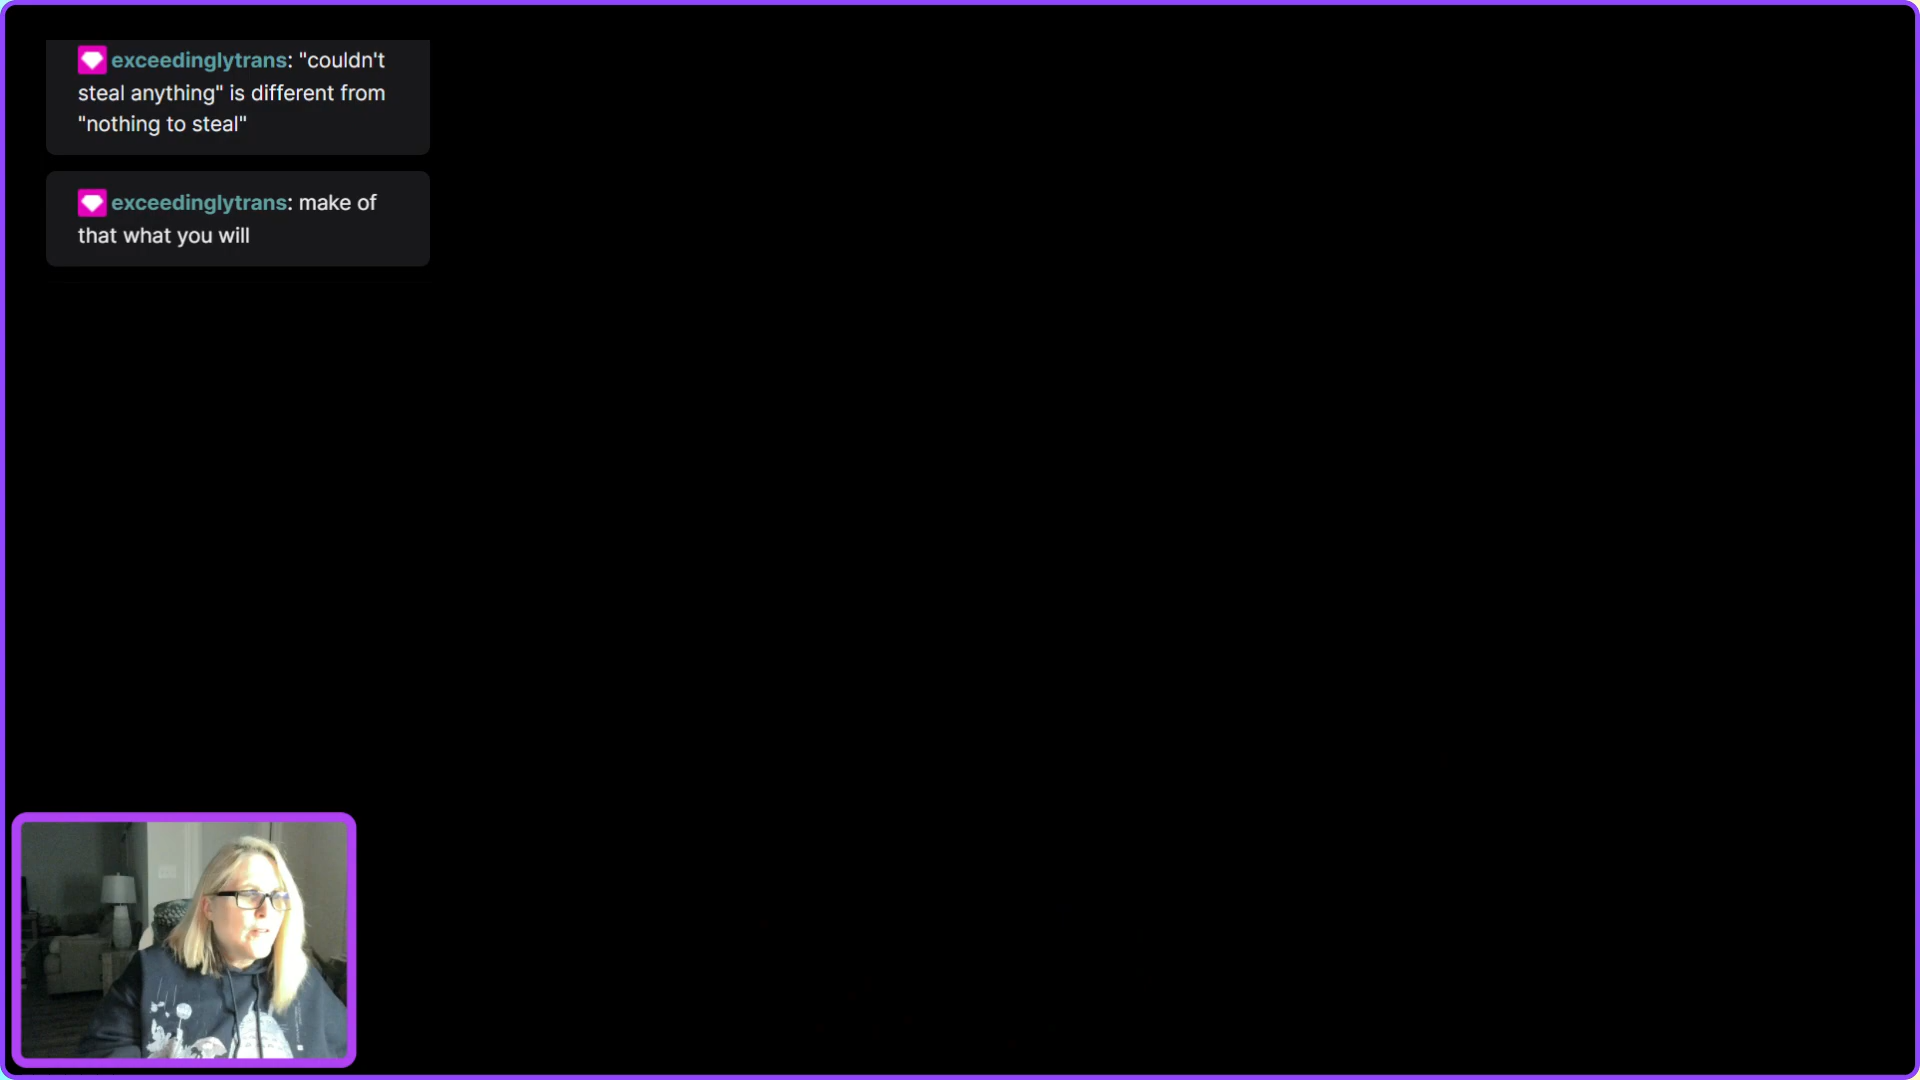 exceedinglytrans: "couldn't
steal anything" is different from
"nothing to steal"
exceedinglytrans: make of
that what you will